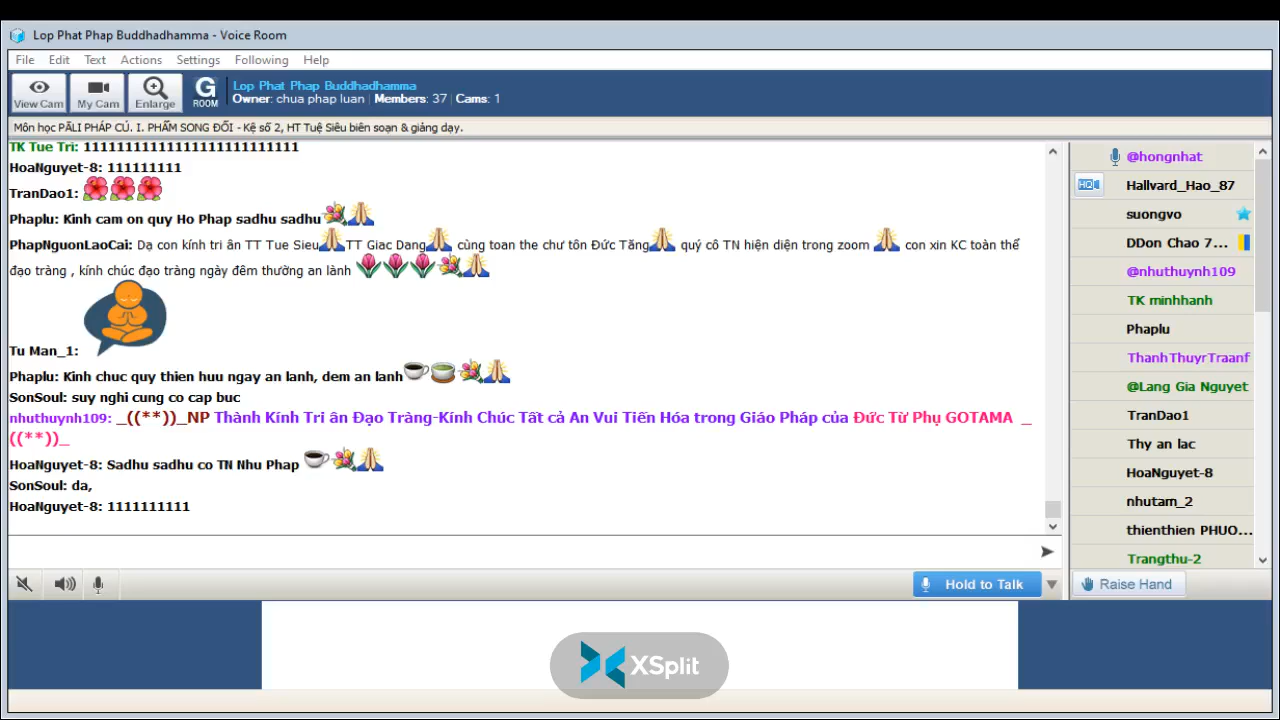 Lop Phat Phap Buddhadhamma - Voice Room
File Edit Text Actions Settings Following Help
View Cam My Cam Enlarge G ROOM
Lop Phat Phap Buddhadhamma
Owner: chua phap luan | Members: 37 | Cams: 1
Môn học PĀLI PHÁP CÚ. I. PHẨM SONG ĐỐI - Kệ số 2, HT Tuệ Siêu biên soạn & giảng dạy.
TK Tue Tri: 11111111111111111111111111
HoaNguyet-8: 111111111
TranDao1:
Phaplu: Kinh cam on quy Ho Phap sadhu sadhu
PhapNguonLaoCai: Dạ con kính tri ân TT Tue Sieu TT Giac Dang cùng toan the chư tôn Đức Tăng quý cô TN hiện diện trong zoom con xin KC toàn thể
đạo tràng , kính chúc đạo tràng ngày đêm thường an lành
Tu Man_1:
Phaplu: Kinh chuc quy thien huu ngay an lanh, dem an lanh
SonSoul: suy nghi cung co cap buc
nhuthuynh109: _((**))_NP Thành Kính Tri ân Đạo Tràng-Kính Chúc Tất cả An Vui Tiến Hóa trong Giáo Pháp của Đức Từ Phụ GOTAMA _
((**))_
HoaNguyet-8: Sadhu sadhu co TN Nhu Phap
SonSoul: da,
HoaNguyet-8: 1111111111
@hongnhat
HQ Hallvard_Hao_87
suongvo
DDon Chao 7...
@nhuthuynh109
TK minhhanh
Phaplu
ThanhThuyrTraanf
@Lang Gia Nguyet
TranDao1
Thy an lac
HoaNguyet-8
nhutam_2
thienthien PHUO...
Trangthu-2
Hold to Talk
Raise Hand
XSplit